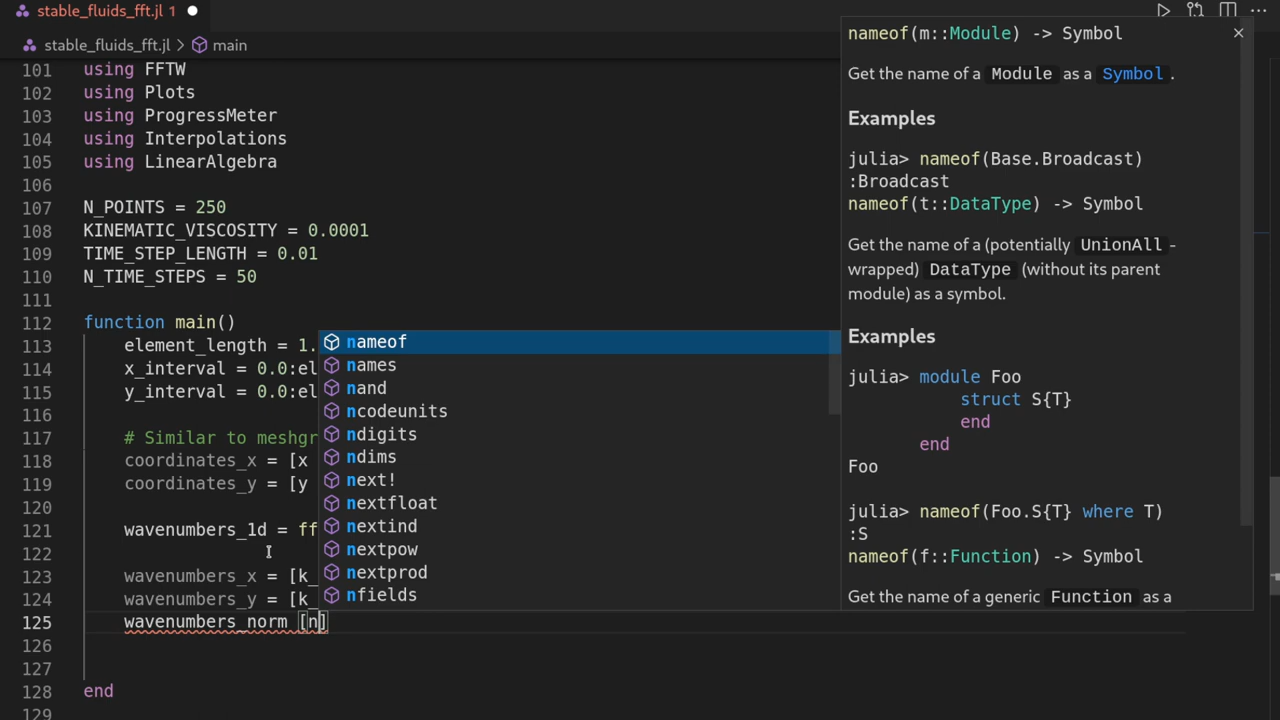 stable_fluids_fft.jl 1
stable_fluids_fft.jl > main
101 using FFTW
102 using Plots
103 using ProgressMeter
104 using Interpolations
105 using LinearAlgebra
106
107 N_POINTS = 250
108 KINEMATIC_VISCOSITY = 0.0001
109 TIME_STEP_LENGTH = 0.01
110 N_TIME_STEPS = 50
111
112 function main()
113 element_length = 1.
114 x_interval = 0.0:el
115 y_interval = 0.0:el
116
117 # Similar to meshgr
118 coordinates_x = [x
119 coordinates_y = [y
120
121 wavenumbers_1d = ff
122
123 wavenumbers_x = [k_
124 wavenumbers_y = [k_
125 wavenumbers_norm [n]
126
127
128 end
129
nameof
names
nand
ncodeunits
ndigits
ndims
next!
nextfloat
nextind
nextpow
nextprod
nfields
nameof(m::Module) -> Symbol
Get the name of a Module as a Symbol .
Examples
julia> nameof(Base.Broadcast)
:Broadcast
nameof(t::DataType) -> Symbol
Get the name of a (potentially UnionAll -
wrapped) DataType (without its parent
module) as a symbol.
Examples
julia> module Foo
struct S{T}
end
end
Foo
julia> nameof(Foo.S{T} where T)
:S
nameof(f::Function) -> Symbol
Get the name of a generic Function as a